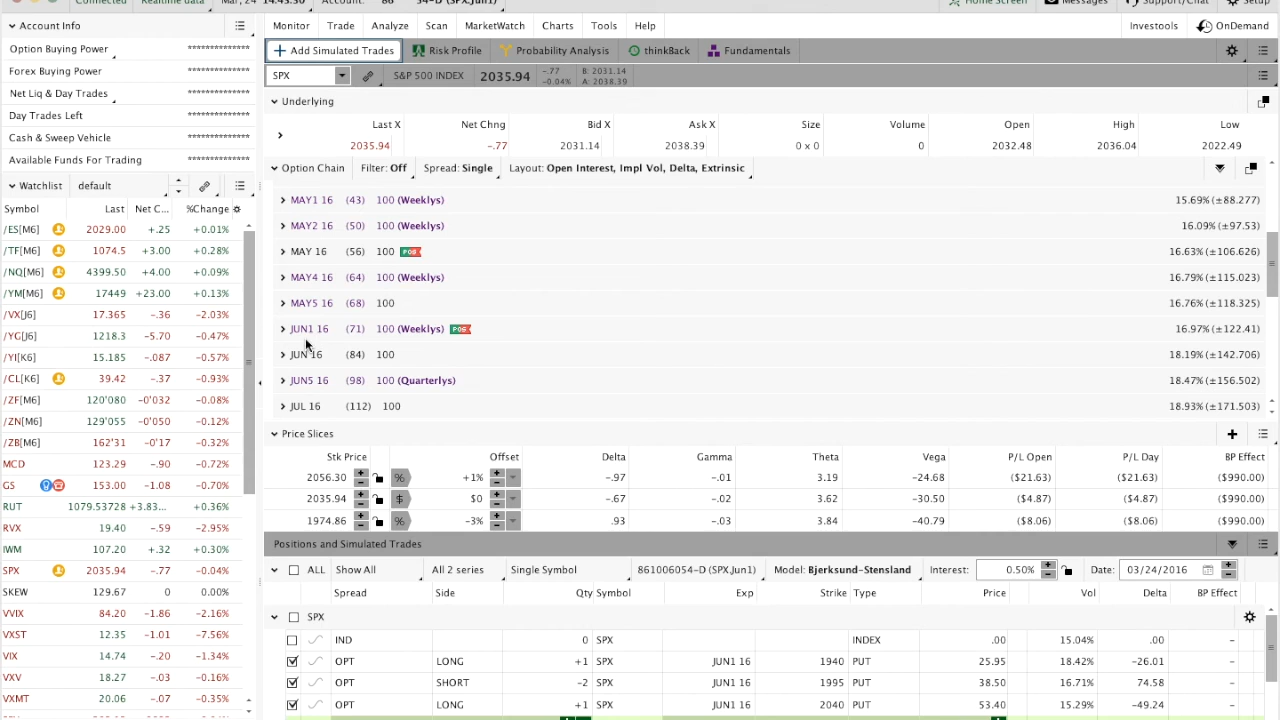 Connected Realtime data Mar, 24 14:43:30 Account: 86 (SPX,Jun1) Home Screen Messages Support/Chat Setup
Account Info
Option Buying Power **************
Forex Buying Power **************
Net Liq & Day Trades **************
Day Trades Left **************
Cash & Sweep Vehicle **************
Available Funds For Trading **************
Watchlist default
Symbol Last Net C... %Change
/ES[M6] 2029.00 +.25 +0.01%
/TF[M6] 1074.5 +3.00 +0.28%
/NQ[M6] 4399.50 +4.00 +0.09%
/YM[M6] 17449 +23.00 +0.13%
/VX[J6] 17.365 -.36 -2.03%
/YG[J6] 1218.3 -5.70 -0.47%
/YI[K6] 15.185 -.087 -0.57%
/CL[K6] 39.42 -.37 -0.93%
/ZF[M6] 120'080 -0'032 -0.08%
/ZN[M6] 129'055 -0'050 -0.12%
/ZB[M6] 162'31 -0'17 -0.32%
MCD 123.29 -.90 -0.72%
GS 153.00 -1.08 -0.70%
RUT 1079.53728 +3.83... +0.36%
RVX 19.40 -.59 -2.95%
IWM 107.20 +.32 +0.30%
SPX 2035.94 -.77 -0.04%
SKEW 129.67 0 0.00%
VVIX 84.20 -1.86 -2.16%
VXST 12.35 -1.01 -7.56%
VIX 14.74 -.20 -1.34%
VXV 18.27 -.03 -0.16%
VXMT 20.06 -.07 -0.35%
Monitor Trade Analyze Scan MarketWatch Charts Tools Help Investools OnDemand
+ Add Simulated Trades Risk Profile Probability Analysis thinkBack Fundamentals
SPX S&P 500 INDEX 2035.94 -.77 -0.04% B: 2031.14 A: 2038.39
Underlying
Last X Net Chng Bid X Ask X Size Volume Open High Low
2035.94 -.77 2031.14 2038.39 0 x 0 0 2032.48 2036.04 2022.49
Option Chain Filter: Off Spread: Single Layout: Open Interest, Impl Vol, Delta, Extrinsic
MAY1 16 (43) 100 (Weeklys) 15.69% (±88.277)
MAY2 16 (50) 100 (Weeklys) 16.09% (±97.53)
MAY 16 (56) 100 POS 16.63% (±106.626)
MAY4 16 (64) 100 (Weeklys) 16.79% (±115.023)
MAY5 16 (68) 100 16.76% (±118.325)
JUN1 16 (71) 100 (Weeklys) POS 16.97% (±122.41)
JUN 16 (84) 100 18.19% (±142.706)
JUN5 16 (98) 100 (Quarterlys) 18.47% (±156.502)
JUL 16 (112) 100 18.93% (±171.503)
Price Slices
Stk Price Offset Delta Gamma Theta Vega P/L Open P/L Day BP Effect
2056.30 % +1% -.97 -.01 3.19 -24.68 ($21.63) ($21.63) ($990.00)
2035.94 $ $0 -.67 -.02 3.62 -30.50 ($4.87) ($4.87) ($990.00)
1974.86 % -3% .93 -.03 3.84 -40.79 ($8.06) ($8.06) ($990.00)
Positions and Simulated Trades
ALL Show All All 2 series Single Symbol 861006054-D (SPX,Jun1) Model: Bjerksund-Stensland Interest: 0.50% Date: 03/24/2016
Spread Side Qty Symbol Exp Strike Type Price Vol Delta BP Effect
SPX
IND 0 SPX INDEX .00 15.04% .00 -
OPT LONG +1 SPX JUN1 16 1940 PUT 25.95 18.42% -26.01 -
OPT SHORT -2 SPX JUN1 16 1995 PUT 38.50 16.71% 74.58 -
OPT LONG +1 SPX JUN1 16 2040 PUT 53.40 15.29% -49.24 -